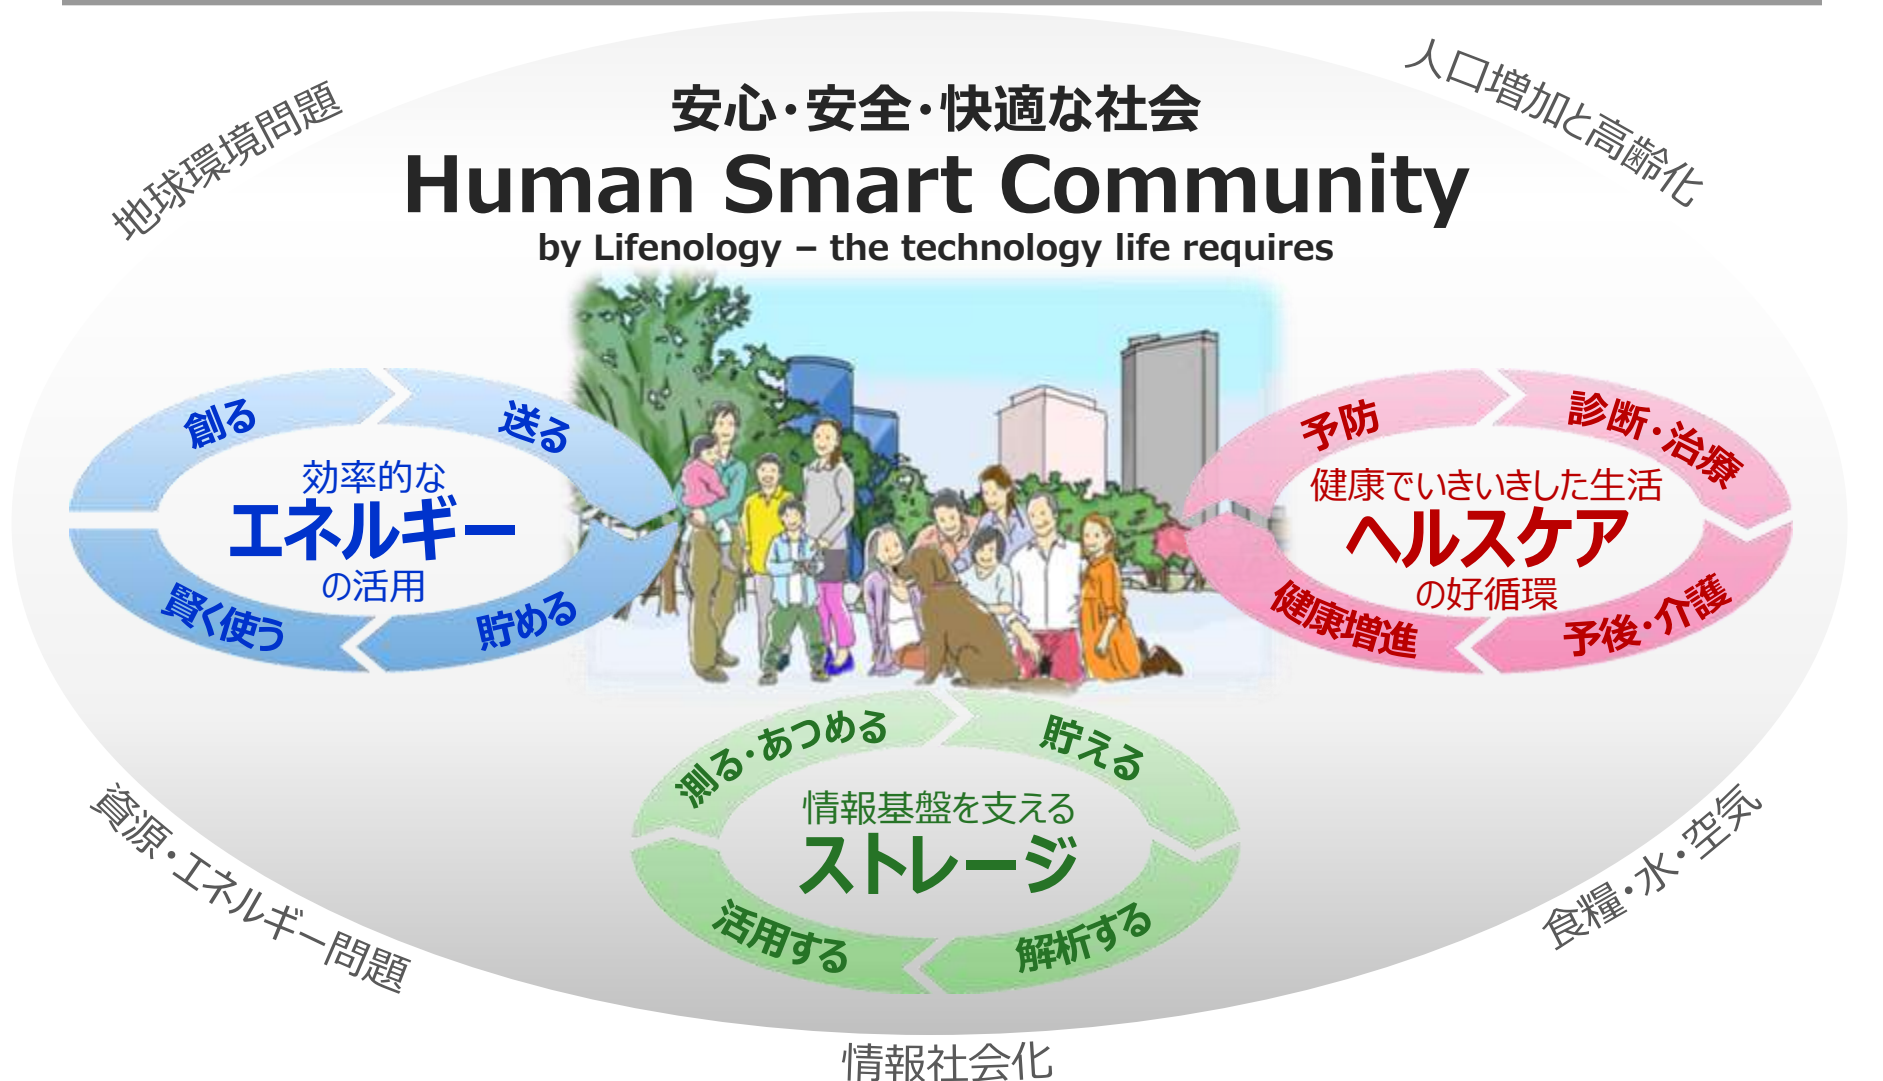 人口増加と高齢化
地球環境問題
安心・安全・快適な社会
Human Smart Community
by Lifenology – the technology life requires
創る
送る
効率的な
エネルギー
の活用
賢く使う
貯める
予防
診断・治療
健康でいきいきした生活
ヘルスケア
の好循環
健康増進
予後・介護
測る・あつめる
貯える
情報基盤を支える
ストレージ
活用する
解析する
資源・エネルギー問題
食糧・水・空気
情報社会化